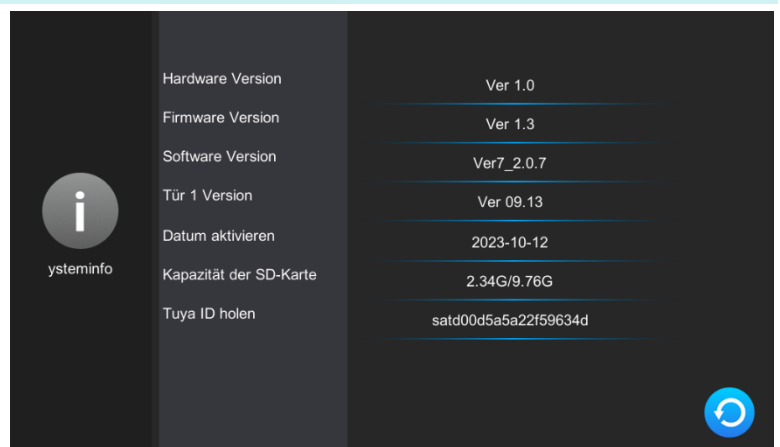 Hardware Version Ver 1.0
Firmware Version Ver 1.3
Software Version Ver7_2.0.7
Tür 1 Version Ver 09.13
Datum aktivieren 2023-10-12
ysteminfo
Kapazität der SD-Karte 2.34G/9.76G
Tuya ID holen satd00d5a5a22f59634d